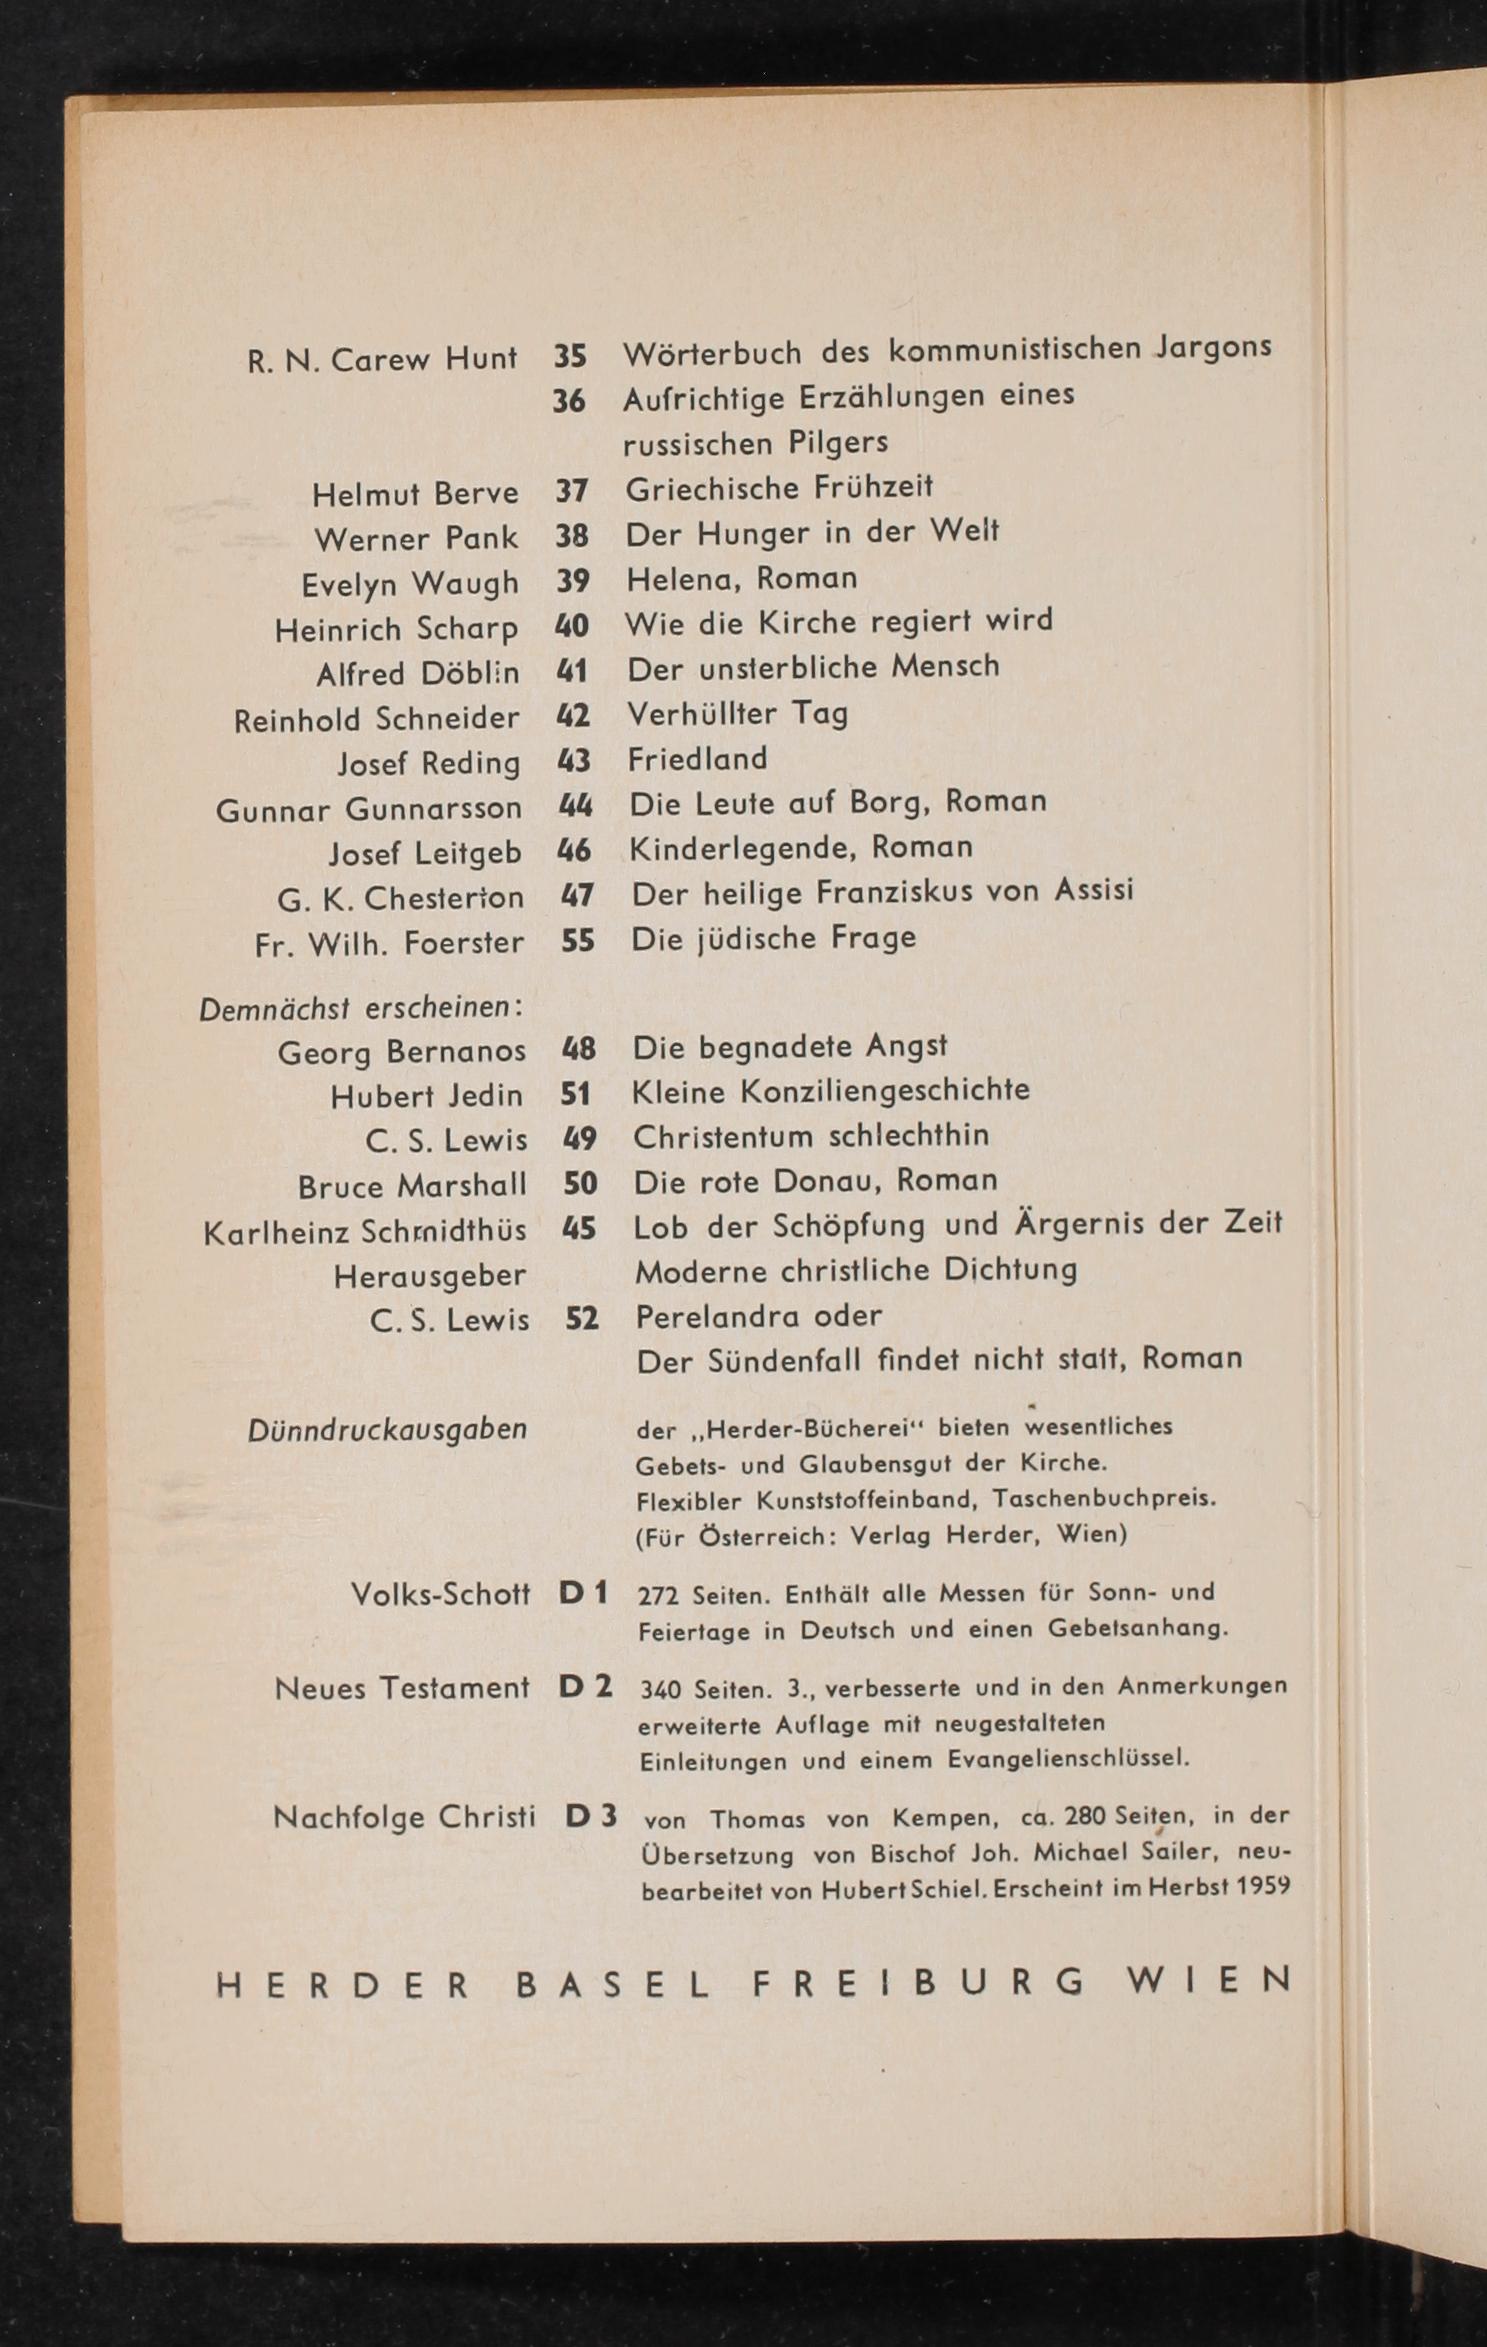 R. N. Carew Hunt 35 Wörterbuch des kommunistischen Jargons
36 Aufrichtige Erzählungen eines
russischen Pilgers
Helmut Berve 37 Griechische Frühzeit
Werner Pank 38 Der Hunger in der Welt
Evelyn Waugh 39 Helena, Roman
Heinrich Scharp 40 Wie die Kirche regiert wird
Alfred Döblin 41 Der unsterbliche Mensch
Reinhold Schneider 42 Verhüllter Tag
Josef Reding 43 Friedland
Gunnar Gunnarsson 44 Die Leute auf Borg, Roman
Josef Leitgeb 46 Kinderlegende, Roman
G. K. Chesterton 47 Der heilige Franziskus von Assisi
Fr. Wilh. Foerster 55 Die jüdische Frage
Demnächst erscheinen:
Georg Bernanos 48 Die begnadete Angst
Hubert Jedin 51 Kleine Konziliengeschichte
C. S. Lewis 49 Christentum schlechthin
Bruce Marshall 50 Die rote Donau, Roman
Karlheinz Schmidthüs 45 Lob der Schöpfung und Ärgernis der Zeit
Herausgeber Moderne christliche Dichtung
C. S. Lewis 52 Perelandra oder
Der Sündenfall findet nicht statt, Roman
Dünndruckausgaben der „Herder-Bücherei“ bieten wesentliches
Gebets- und Glaubensgut der Kirche.
Flexibler Kunststoffeinband, Taschenbuchpreis.
(Für Österreich: Verlag Herder, Wien)
Volks-Schott D 1 272 Seiten. Enthält alle Messen für Sonn- und
Feiertage in Deutsch und einen Gebetsanhang.
Neues Testament D 2 340 Seiten. 3., verbesserte und in den Anmerkungen
erweiterte Auflage mit neugestalteten
Einleitungen und einem Evangelienschlüssel.
Nachfolge Christi D 3 von Thomas von Kempen, ca. 280 Seiten, in der
Übersetzung von Bischof Joh. Michael Sailer, neu-
bearbeitet von Hubert Schiel. Erscheint im Herbst 1959
HERDER BASEL FREIBURG WIEN